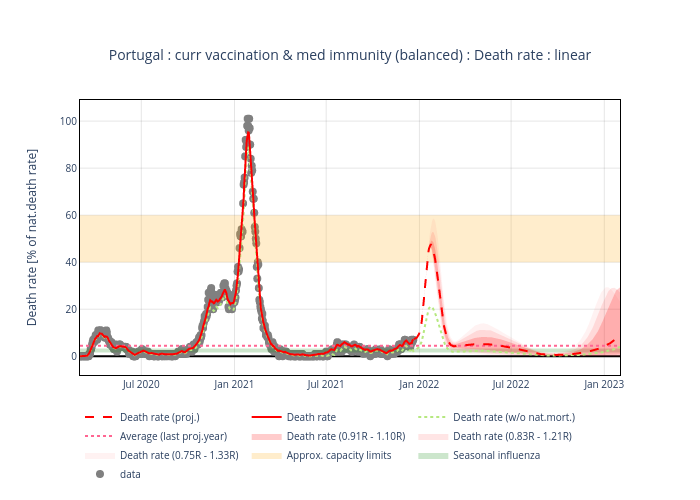 Portugal : curr vaccination & med immunity (balanced) : Death rate : linear
Death rate [% of nat.death rate]
100
80
60
40
20
0
Jul 2020
Jan 2021
Jul 2021
Jan 2022
Jul 2022
Jan 2023
Death rate (proj.)
Death rate
Death rate (w/o nat.mort.)
Average (last proj.year)
Death rate (0.91R - 1.10R)
Death rate (0.83R - 1.21R)
Death rate (0.75R - 1.33R)
Approx. capacity limits
Seasonal influenza
data